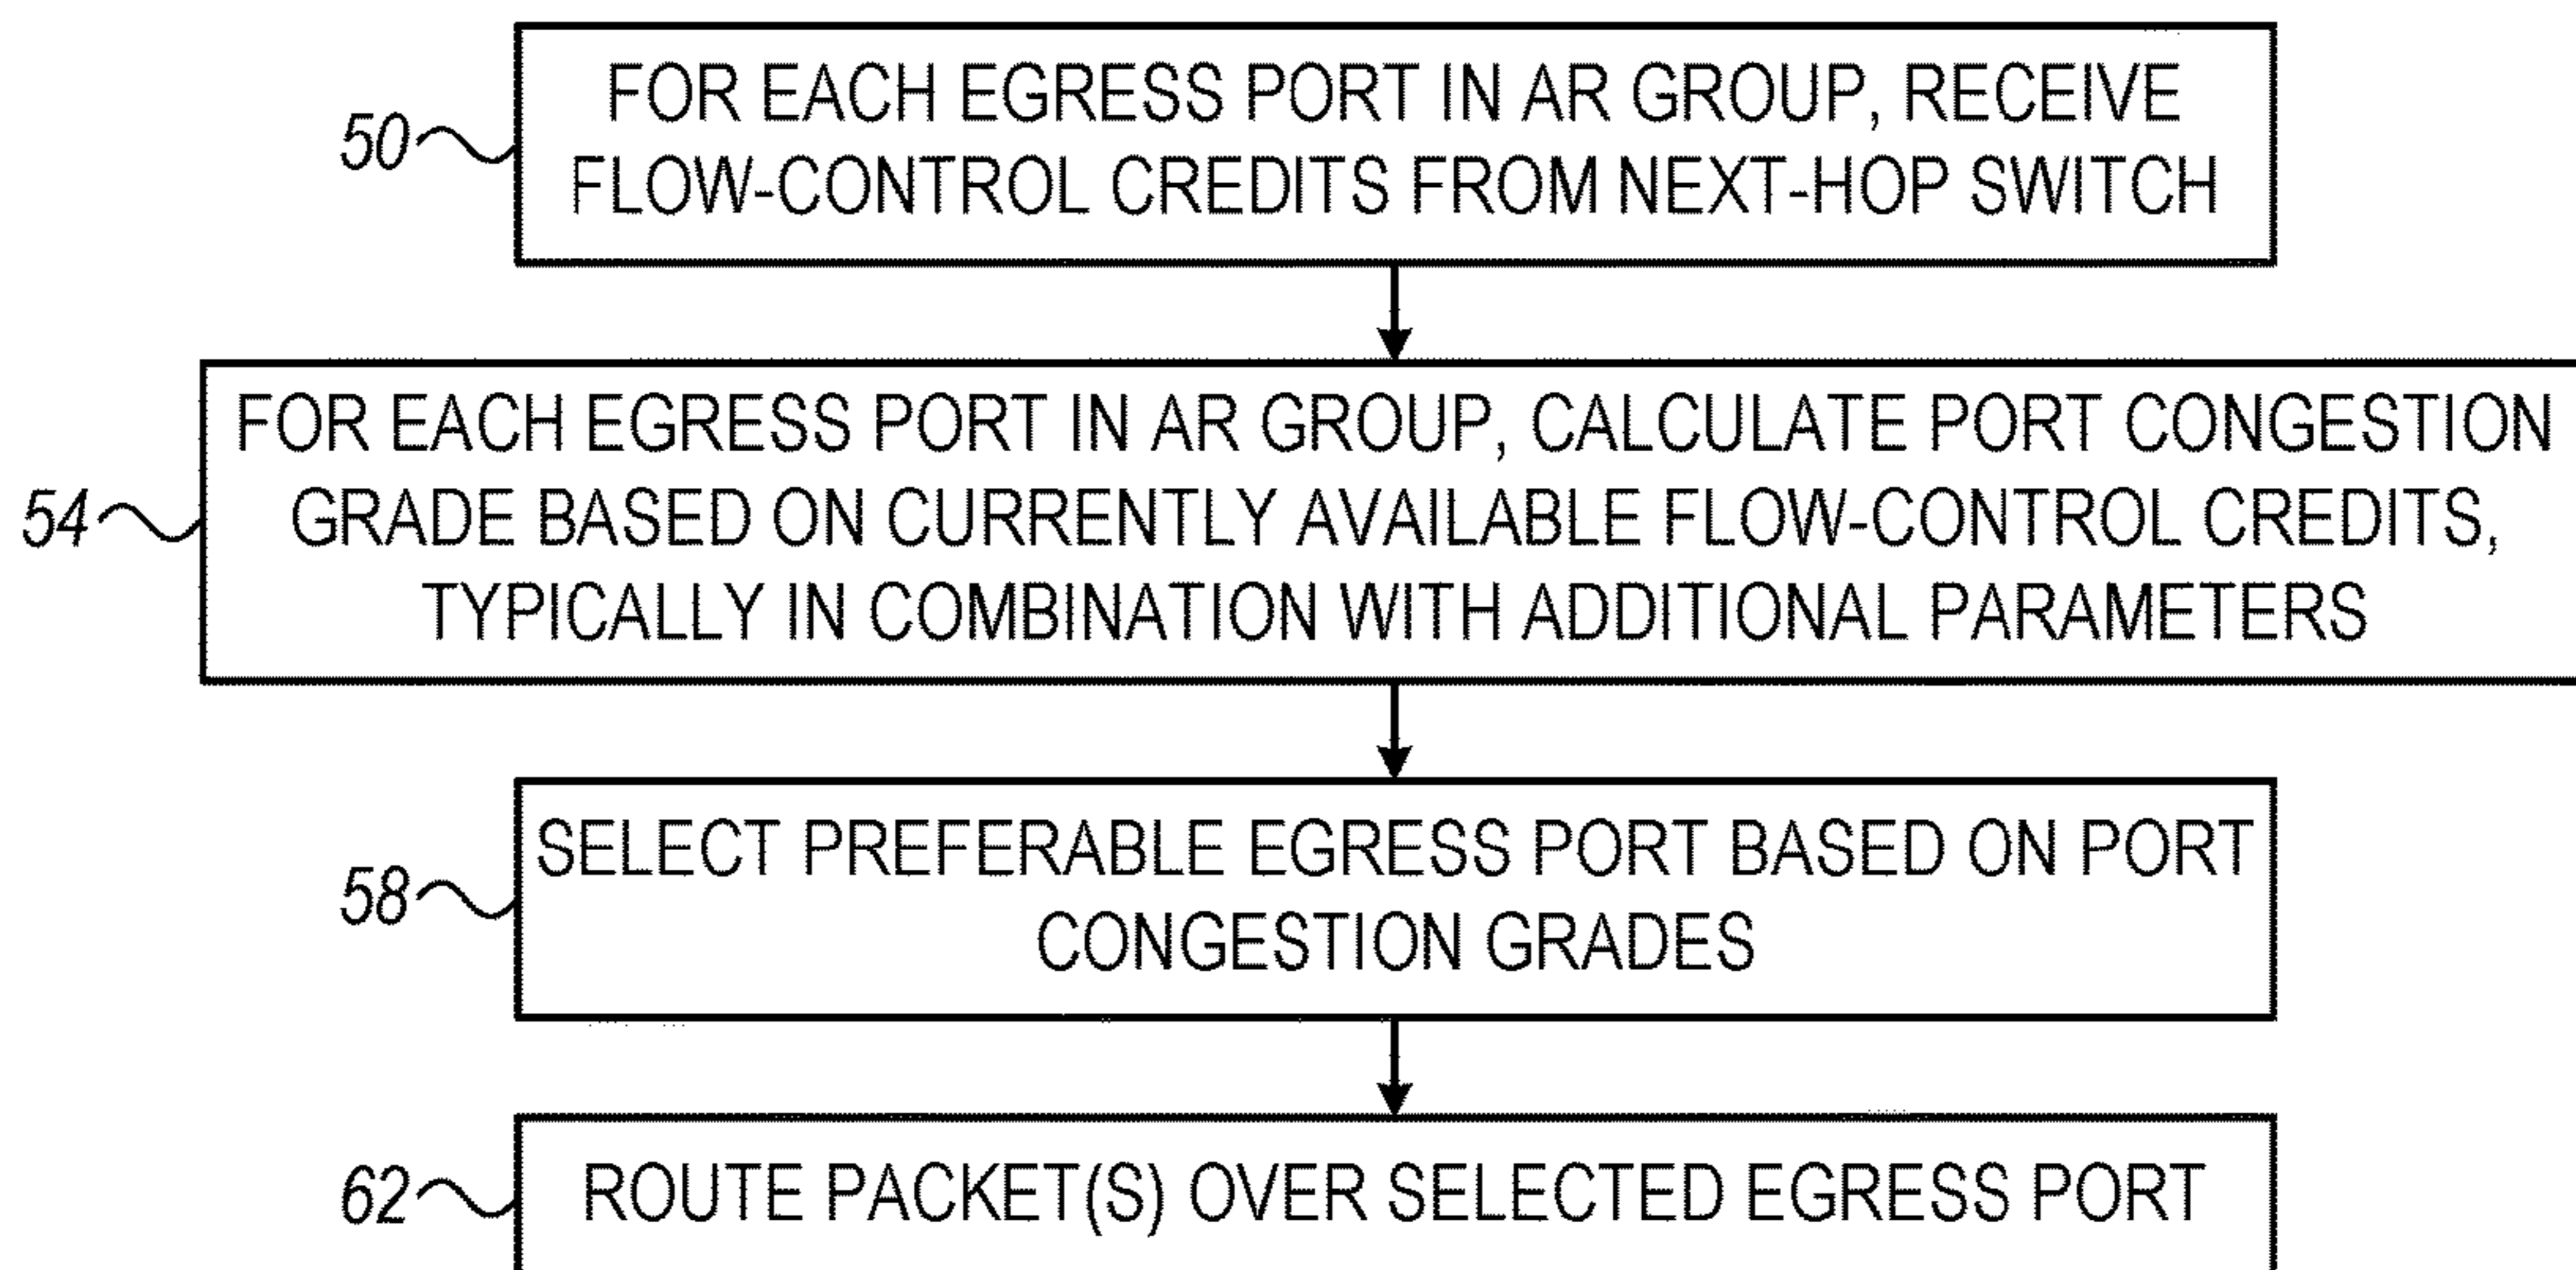 50
FOR EACH EGRESS PORT IN AR GROUP, RECEIVE
FLOW-CONTROL CREDITS FROM NEXT-HOP SWITCH
54
FOR EACH EGRESS PORT IN AR GROUP, CALCULATE PORT CONGESTION
GRADE BASED ON CURRENTLY AVAILABLE FLOW-CONTROL CREDITS,
TYPICALLY IN COMBINATION WITH ADDITIONAL PARAMETERS
58
SELECT PREFERABLE EGRESS PORT BASED ON PORT
CONGESTION GRADES
62
ROUTE PACKET(S) OVER SELECTED EGRESS PORT